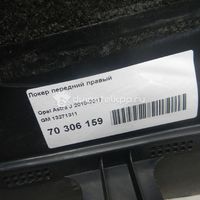 Локер передний правый
Opel Astra J 2010-2017
GM 13271311
70 306 159